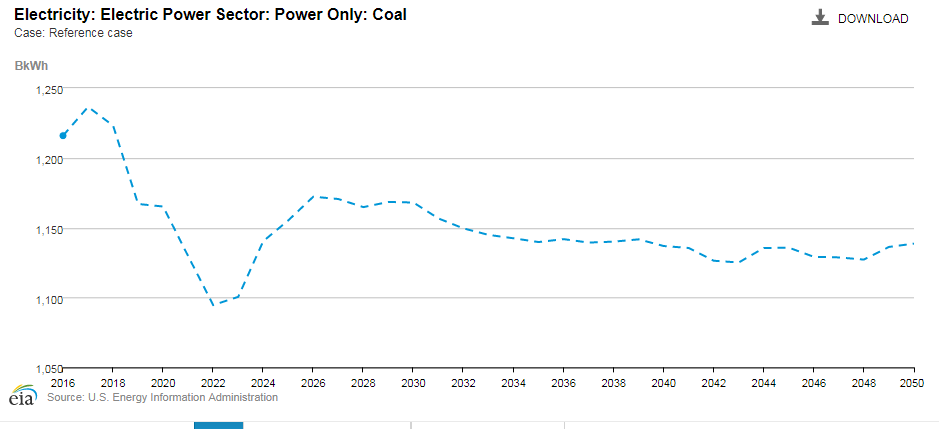 Electricity: Electric Power Sector: Power Only: Coal
DOWNLOAD
Case: Reference case
BkWh
1,250
1,200
1,150
1,100
1,050
2016 2018 2020 2022 2024 2026 2028 2030 2032 2034 2036 2038 2040 2042 2044 2046 2048 2050
eia Source: U.S. Energy Information Administration